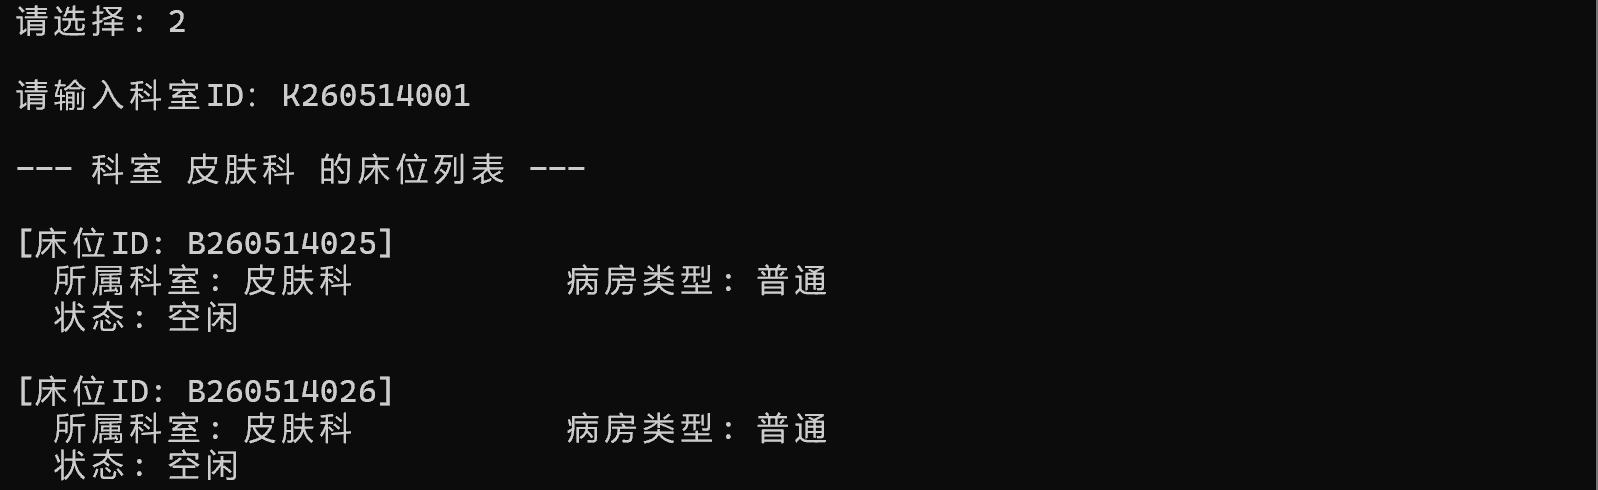 请选择: 2
请输入科室ID: K260514001
--- 科室 皮肤科 的床位列表 ---
[床位ID: B260514025]
所属科室: 皮肤科 病房类型: 普通
状态: 空闲
[床位ID: B260514026]
所属科室: 皮肤科 病房类型: 普通
状态: 空闲